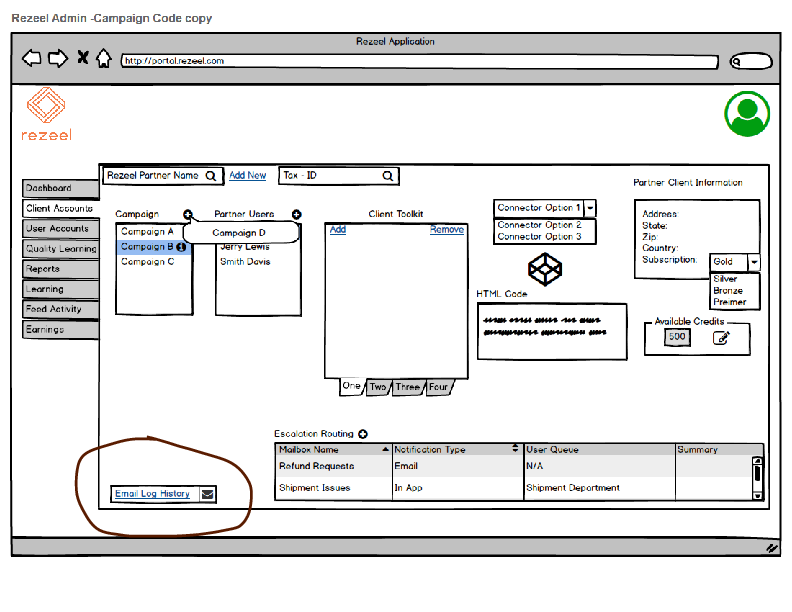 Rezeel Admin -Campaign Code copy
Rezeel Application
http://portal.rezeel.com
rezeel
Rezeel Partner Name
Add New
Tax - ID
Dashboard
Client Accounts
User Accounts
Quality Learning
Reports
Learning
Feed Activity
Earnings
Campaign
Campaign A
Campaign B
Campaign C
Campaign D
Partner Users
Jerry Lewis
Smith Davis
Client Toolkit
Add Remove
One Two Three Four
Connector Option 1
Connector Option 2
Connector Option 3
HTML Code
Partner Client Information
Address:
State:
Zip:
Country:
Subscription: Gold
Silver
Bronze
Preimer
Available Credits
500
Escalation Routing
Mailbox Name Notification Type User Queue Summary
Refund Requests Email N/A
Shipment Issues In App Shipment Department
Email Log History